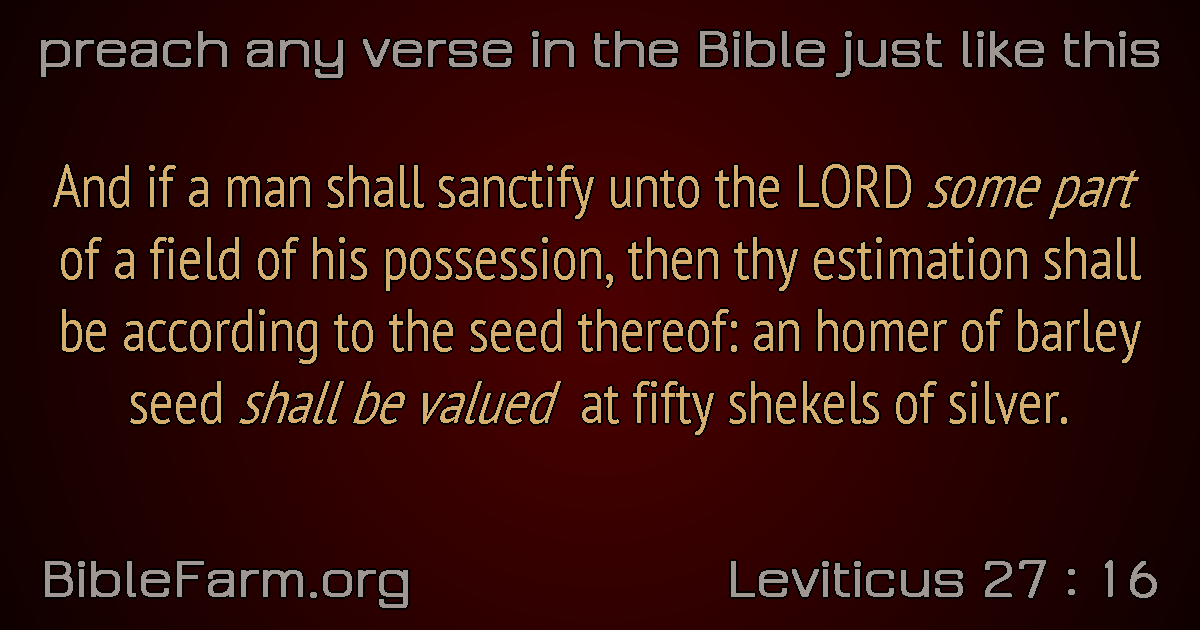 preach any verse in the Bible just like this
And if a man shall sanctify unto the LORD some part
of a field of his possession, then thy estimation shall
be according to the seed thereof: an homer of barley
seed shall be valued at fifty shekels of silver.
BibleFarm.org
Leviticus 27 : 16